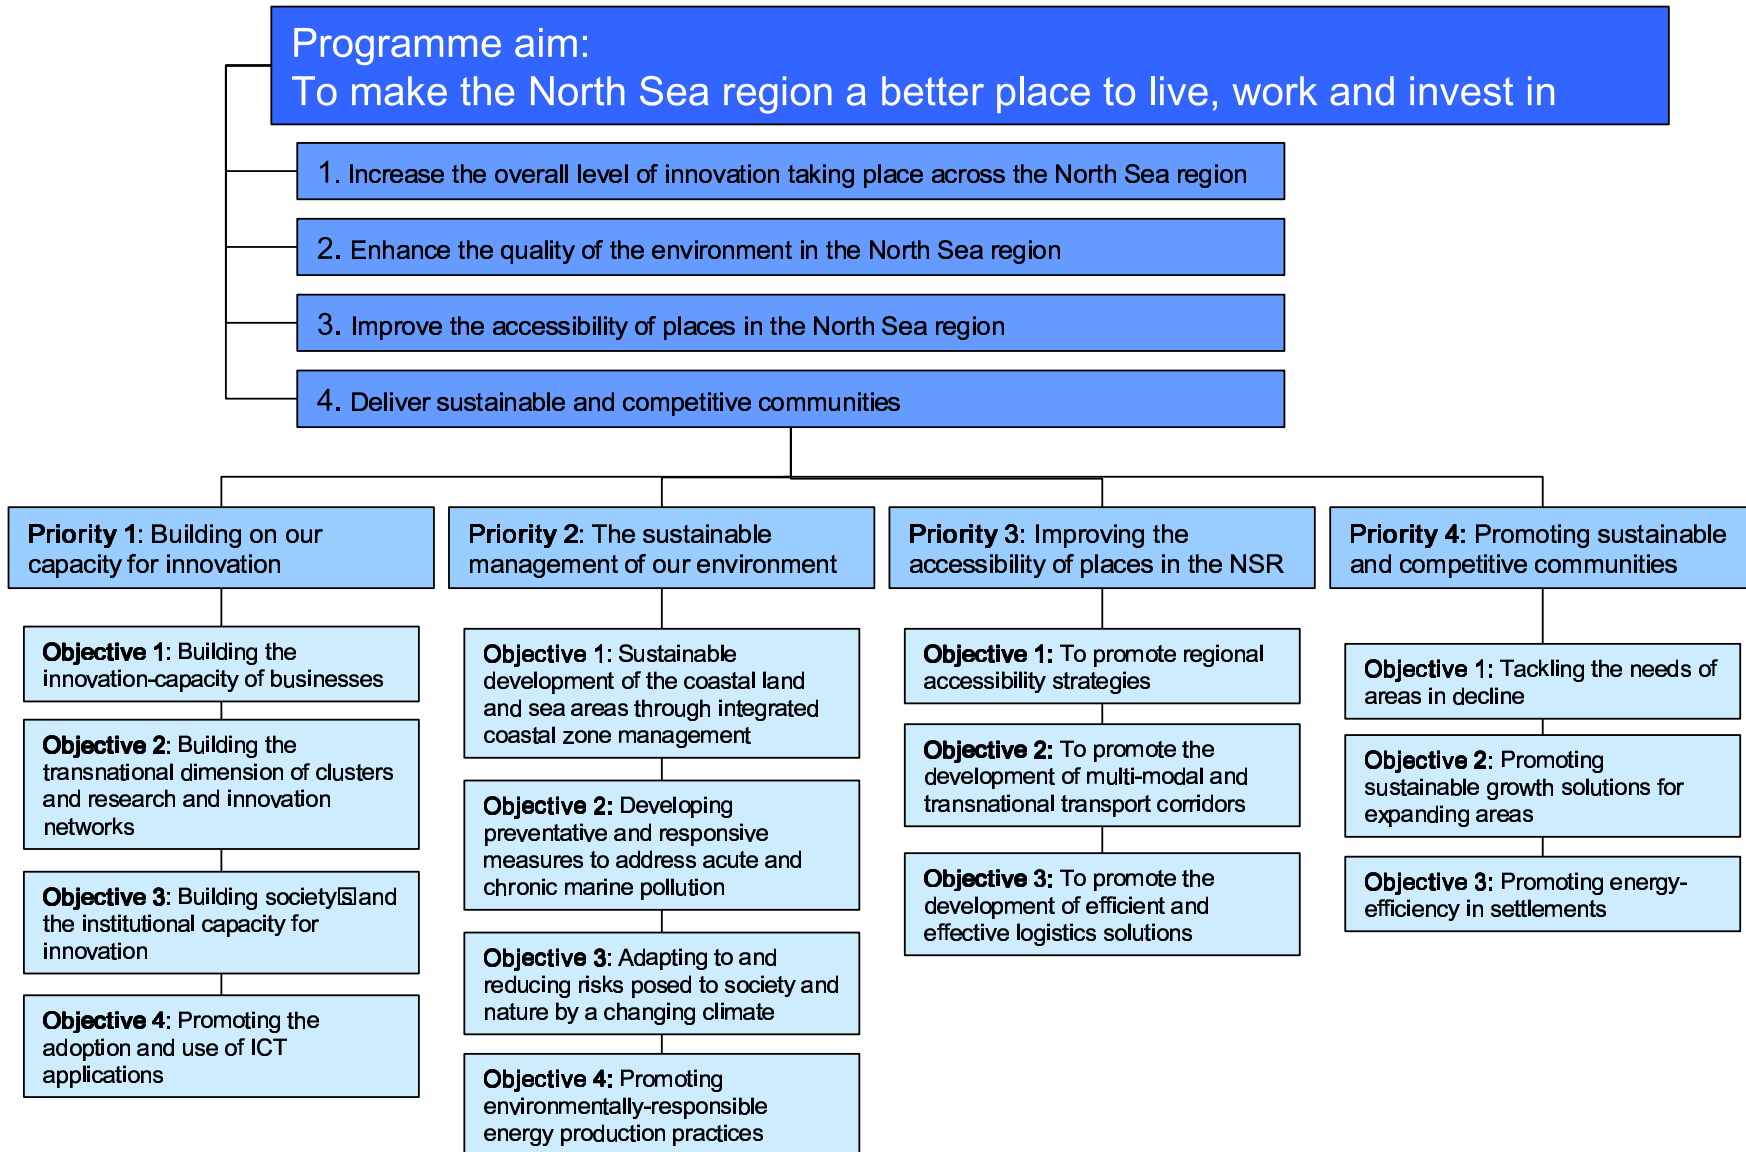 Programme aim:
To make the North Sea region a better place to live, work and invest in
1. Increase the overall level of innovation taking place across the North Sea region
2. Enhance the quality of the environment in the North Sea region
3. Improve the accessibility of places in the North Sea region
4. Deliver sustainable and competitive communities
Priority 1: Building on our
capacity for innovation
Objective 1: Building the
innovation-capacity of businesses
Objective 2: Building the
transnational dimension of clusters
and research and innovation
networks
Objective 3: Building societys and
the institutional capacity for
innovation
Objective 4: Promoting the
adoption and use of ICT
applications
Priority 2: The sustainable
management of our environment
Objective 1: Sustainable
development of the coastal land
and sea areas through integrated
coastal zone management
Objective 2: Developing
preventative and responsive
measures to address acute and
chronic marine pollution
Objective 3: Adapting to and
reducing risks posed to society and
nature by a changing climate
Objective 4: Promoting
environmentally-responsible
energy production practices
Priority 3: Improving the
accessibility of places in the NSR
Objective 1: To promote regional
accessibility strategies
Objective 2: To promote the
development of multi-modal and
transnational transport corridors
Objective 3: To promote the
development of efficient and
effective logistics solutions
Priority 4: Promoting sustainable
and competitive communities
Objective 1: Tackling the needs of
areas in decline
Objective 2: Promoting
sustainable growth solutions for
expanding areas
Objective 3: Promoting energy-
efficiency in settlements